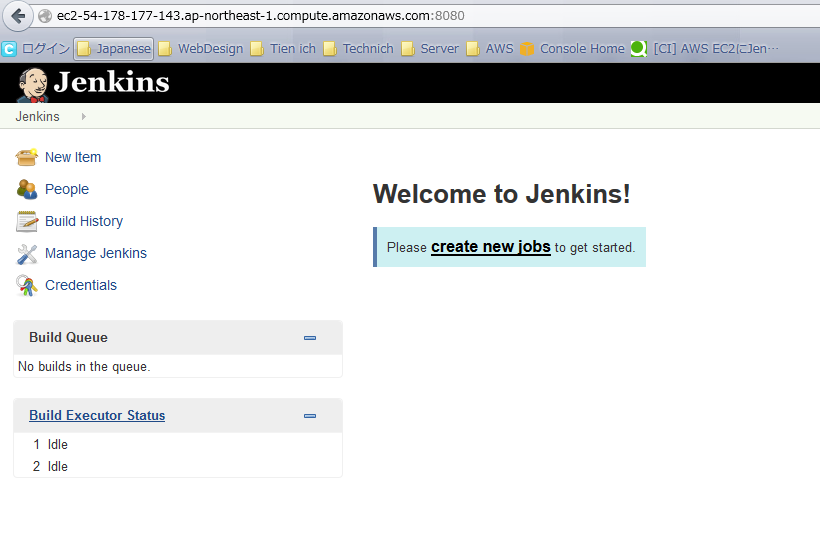 ec2-54-178-177-143.ap-northeast-1.compute.amazonaws.com:8080
ログイン Japanese WebDesign Tien ich Technich Server AWS Console Home [CI] AWS EC2にJen…
Jenkins
Jenkins
New Item
People
Build History
Manage Jenkins
Credentials
Build Queue
No builds in the queue.
Build Executor Status
1 Idle
2 Idle
Welcome to Jenkins!
Please create new jobs to get started.